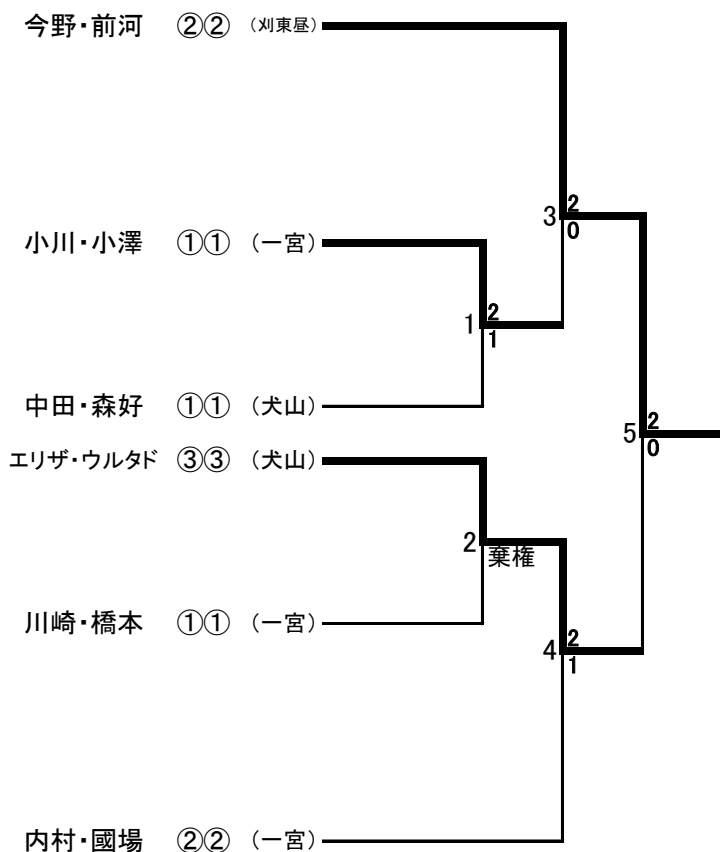 今野・前河 ②② (刈東昼)
3 2
0
小川・小澤 ①① (一宮)
1 2
1
中田・森好 ①① (犬山)
5 2
0
エリザ・ウルタド ③③ (犬山)
2 棄権
川崎・橋本 ①① (一宮)
4 2
1
内村・國場 ②② (一宮)